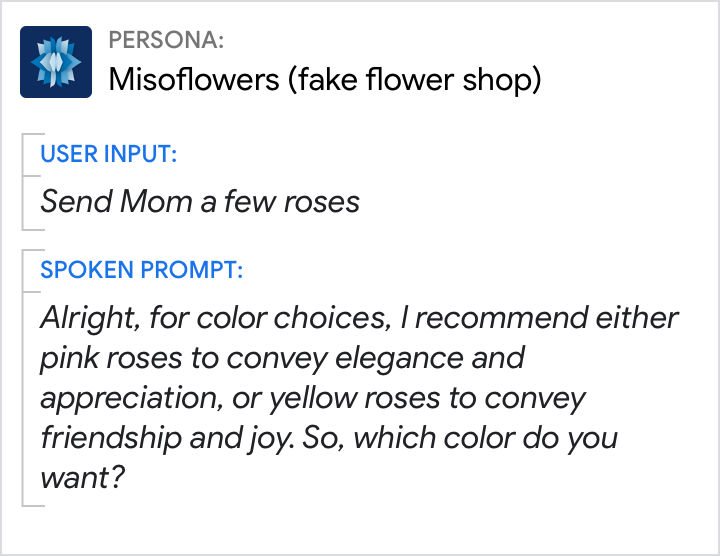 PERSONA:
Misoflowers (fake flower shop)
USER INPUT:
Send Mom a few roses
SPOKEN PROMPT:
Alright, for color choices, I recommend either
pink roses to convey elegance and
appreciation, or yellow roses to convey
friendship and joy. So, which color do you
want?